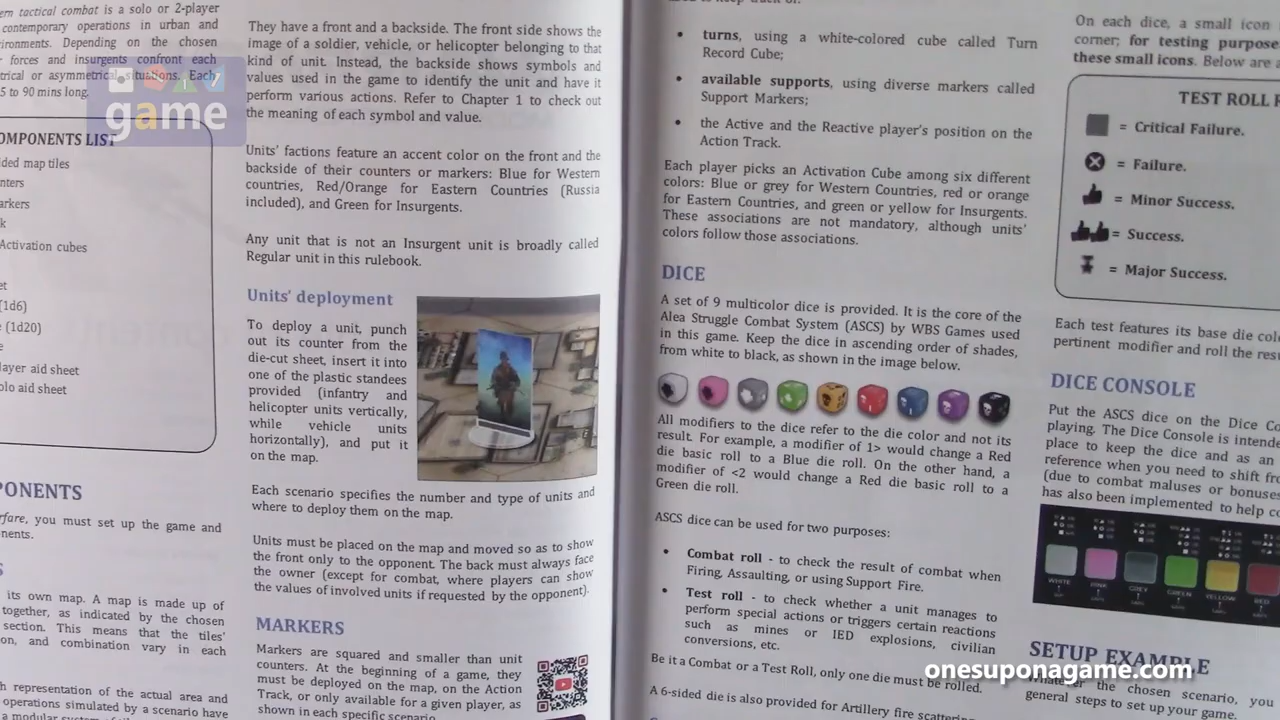 ern tactical combat is a solo or 2-player
contemporary operations in urban and
ironments. Depending on the chosen
forces and insurgents confront each
trical or asymmetrical situations. Each
5 to 90 mins long.
game
OMPONENTS LIST
ded map tiles
nters
arkers
k
Activation cubes
et
(1d6)
e (1d20)
e
layer aid sheet
olo aid sheet
PONENTS
rfare, you must set up the game and
nents.
S
its own map. A map is made up of
together, as indicated by the chosen
section. This means that the tiles'
on, and combination vary in each
h representation of the actual area and
operations simulated by a scenario have
a modular system of
They have a front and a backside. The front side shows the
image of a soldier, vehicle, or helicopter belonging to that
kind of unit. Instead, the backside shows symbols and
values used in the game to identify the unit and have it
perform various actions. Refer to Chapter 1 to check out
the meaning of each symbol and value.
Units' factions feature an accent color on the front and the
backside of their counters or markers: Blue for Western
countries, Red/Orange for Eastern Countries (Russia
included), and Green for Insurgents.
Any unit that is not an Insurgent unit is broadly called
Regular unit in this rulebook.
Units' deployment
To deploy a unit, punch
out its counter from the
die-cut sheet, insert it into
one of the plastic standees
provided (infantry and
helicopter units vertically,
while vehicle units
horizontally), and put it
on the map.
Each scenario specifies the number and type of units and
where to deploy them on the map.
Units must be placed on the map and moved so as to show
the front only to the opponent. The back must always face
the owner (except for combat, where players can show
the values of involved units if requested by the opponent).
MARKERS
Markers are squared and smaller than unit
counters. At the beginning of a game, they
must be deployed on the map, on the Action
Track, or only available for a given player, as
shown in each specific scenario.
• turns, using a white-colored cube called Turn
Record Cube;
• available supports, using diverse markers called
Support Markers;
• the Active and the Reactive player's position on the
Action Track.
Each player picks an Activation Cube among six different
colors: Blue or grey for Western Countries, red or orange
for Eastern Countries, and green or yellow for Insurgents.
These associations are not mandatory, although units'
colors follow those associations.
DICE
A set of 9 multicolor dice is provided. It is the core of the
Alea Struggle Combat System (ASCS) by WBS Games used
in this game. Keep the dice in ascending order of shades,
from white to black, as shown in the image below.
All modifiers to the dice refer to the die color and not its
result. For example, a modifier of 1> would change a Red
die basic roll to a Blue die roll. On the other hand, a
modifier of <2 would change a Red die basic roll to a
Green die roll.
ASCS dice can be used for two purposes:
• Combat roll - to check the result of combat when
Firing, Assaulting, or using Support Fire.
• Test roll - to check whether a unit manages to
perform special actions or triggers certain reactions
such as mines or IED explosions, civilian
conversions, etc.
Be it a Combat or a Test Roll, only one die must be rolled.
A 6-sided die is also provided for Artillery fire scattering
On each dice, a small icon
corner; for testing purpose
these small icons. Below are a
TEST ROLL R
= Critical Failure.
= Failure.
= Minor Success.
= Success.
= Major Success.
Each test features its base die col
pertinent modifier and roll the res
DICE CONSOLE
Put the ASCS dice on the Dice Co
playing. The Dice Console is intende
place to keep the dice and as an
reference when you need to shift fro
(due to combat maluses or bonuses
has also been implemented to help co
WHITE
PINK
GREY
GREEN
YELLOW
RED
SETUP EXAMPLE
Whatever the chosen scenario, you
general steps to set up your game.
onesuponagame.com